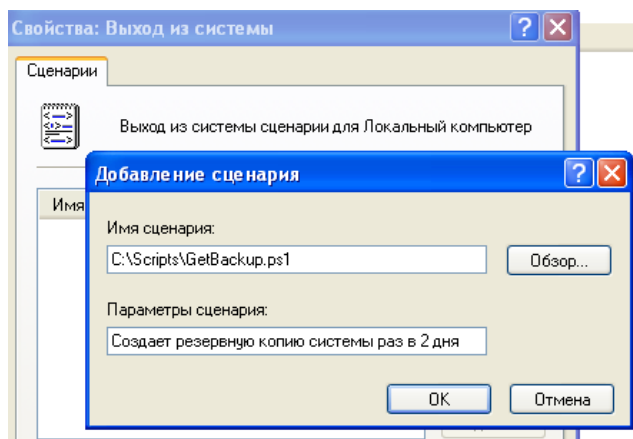 Свойства: Выход из системы
Сценарии
Выход из системы сценарии для Локальный компьютер
Добавление сценария
Имя
Имя сценария:
C:\Scripts\GetBackup.ps1
Обзор...
Параметры сценария:
Создает резервную копию системы раз в 2 дня
OK
Отмена